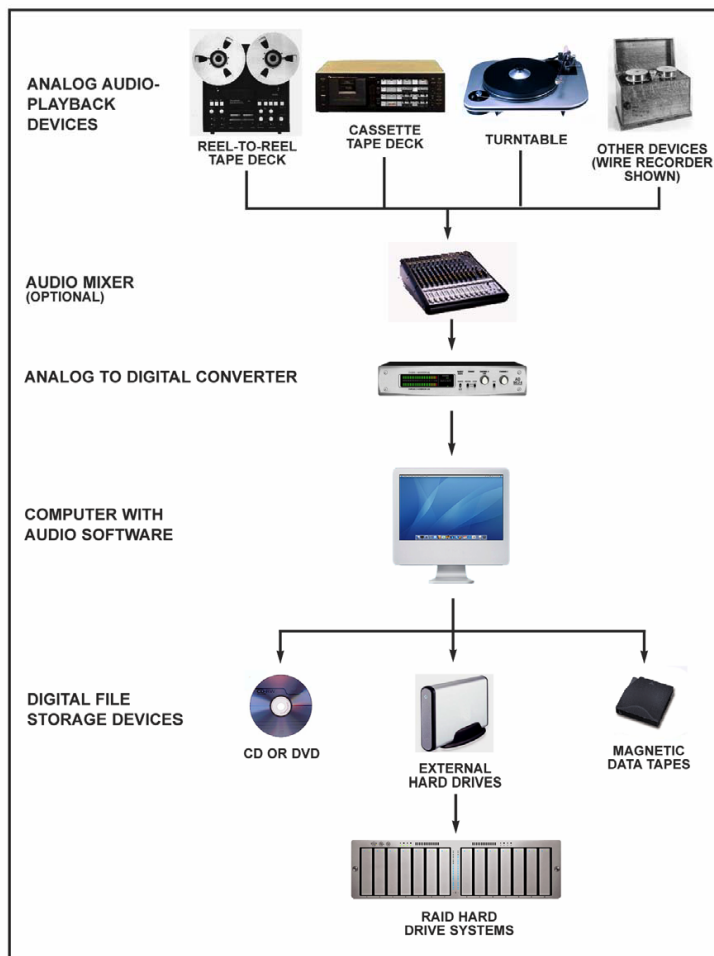 ANALOG AUDIO-
PLAYBACK
DEVICES
REEL-TO-REEL
TAPE DECK
CASSETTE
TAPE DECK
TURNTABLE
OTHER DEVICES
(WIRE RECORDER
SHOWN)
AUDIO MIXER
(OPTIONAL)
ANALOG TO DIGITAL CONVERTER
COMPUTER WITH
AUDIO SOFTWARE
DIGITAL FILE
STORAGE DEVICES
CD OR DVD
EXTERNAL
HARD DRIVES
MAGNETIC
DATA TAPES
RAID HARD
DRIVE SYSTEMS